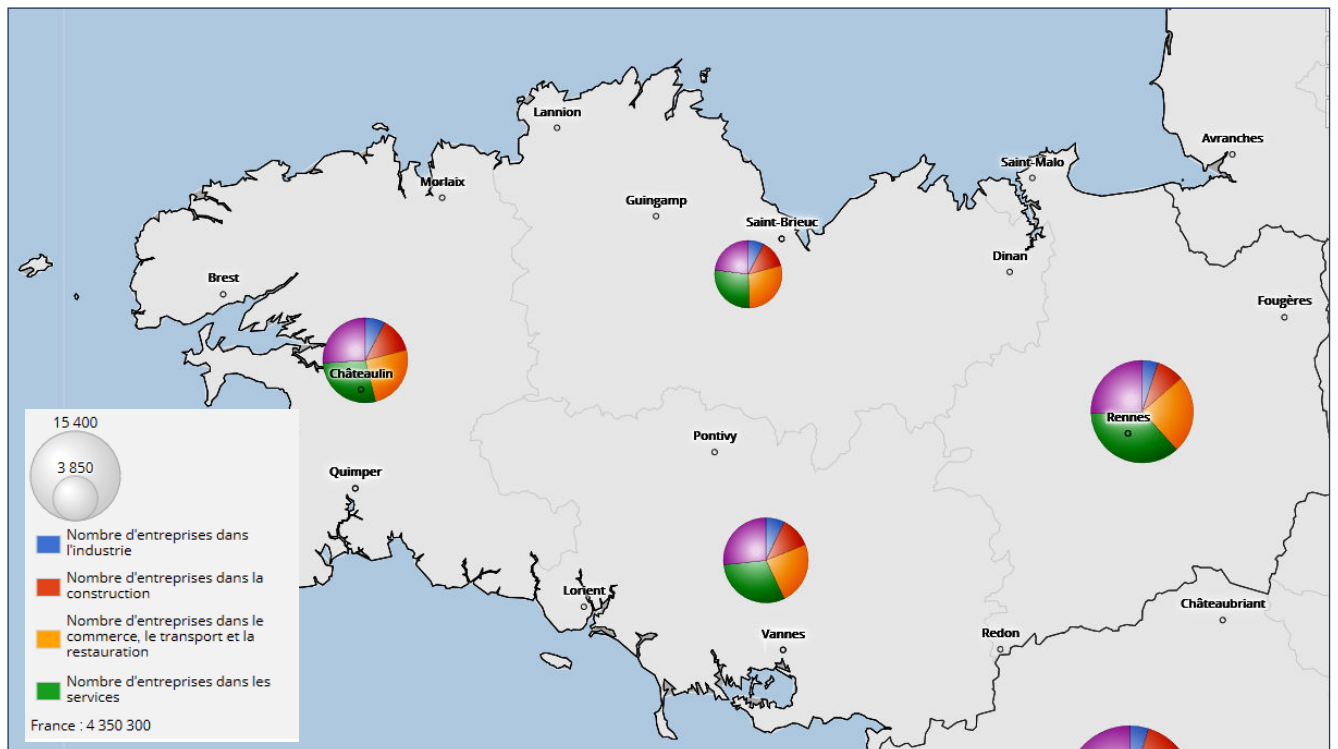 Lannion
Avranches
Saint-Malo
Morlaix
Guingamp
Saint-Brieuc
Dinan
Brest
Fougères
Châteaulin
Rennes
Pontivy
Quimper
Lorient
Châteaubriant
Vannes
Redon
15 400
3 850
Nombre d'entreprises dans
l'industrie
Nombre d'entreprises dans la
construction
Nombre d'entreprises dans le
commerce, le transport et la
restauration
Nombre d'entreprises dans les
services
France : 4 350 300